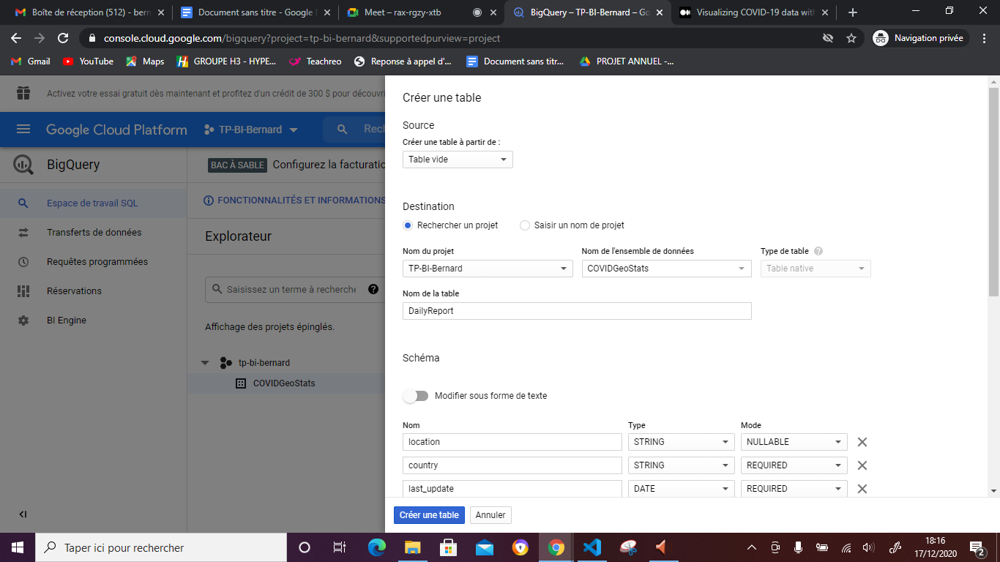 Boîte de réception (512) - bern
Document sans titre - Google
Meet – rax-rgzy-xtb
BigQuery – TP-BI-Bernard – Go
Visualizing COVID-19 data with
console.cloud.google.com/bigquery?project=tp-bi-bernard&supportedpurview=project
Navigation privée
Gmail
YouTube
Maps
GROUPE H3 - HYPE...
Teachreo
Reponse à appel d'...
Document sans titr...
PROJET ANNUEL -...
Activez votre essai gratuit dès maintenant et profitez d'un crédit de 300 $ pour découvri
Google Cloud Platform
TP-BI-Bernard
Rech
BigQuery
BAC À SABLE
Configurez la facturatio
Espace de travail SQL
FONCTIONNALITÉS ET INFORMATIONS
Transferts de données
Requêtes programmées
Réservations
BI Engine
Explorateur
Saisissez un terme à recherche
Affichage des projets épinglés.
tp-bi-bernard
COVIDGeoStats
Créer une table
Source
Créer une table à partir de :
Table vide
Destination
Rechercher un projet
Saisir un nom de projet
Nom du projet
Nom de l'ensemble de données
Type de table
TP-BI-Bernard
COVIDGeoStats
Table native
Nom de la table
DailyReport
Schéma
Modifier sous forme de texte
Nom Type Mode
location STRING NULLABLE
country STRING REQUIRED
last_update DATE REQUIRED
Créer une table
Annuler
Taper ici pour rechercher
18:16
17/12/2020
2